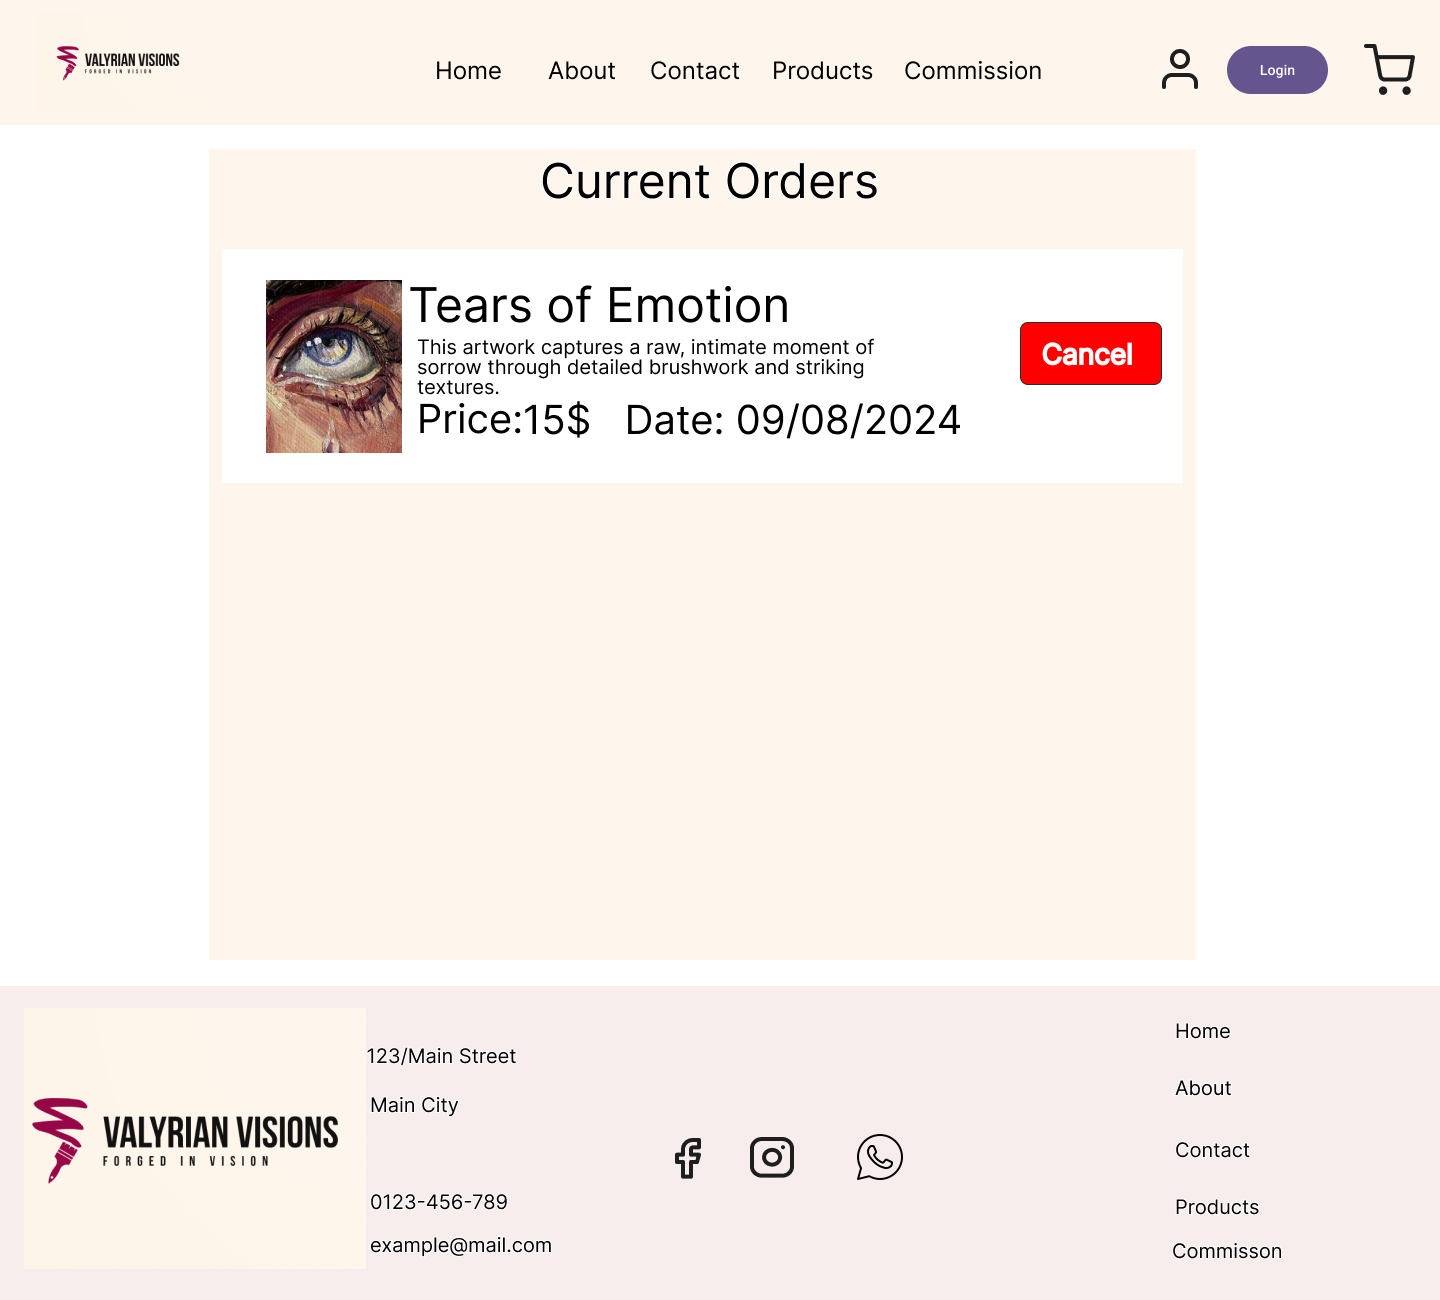 VALYRIAN VISIONS
FORGED IN VISION
Home About Contact Products Commission
Login
Current Orders
Tears of Emotion
This artwork captures a raw, intimate moment of
sorrow through detailed brushwork and striking
textures.
Price:15$ Date: 09/08/2024
Cancel
VALYRIAN VISIONS
FORGED IN VISION
123/Main Street
Main City
0123-456-789
example@mail.com
Home
About
Contact
Products
Commisson